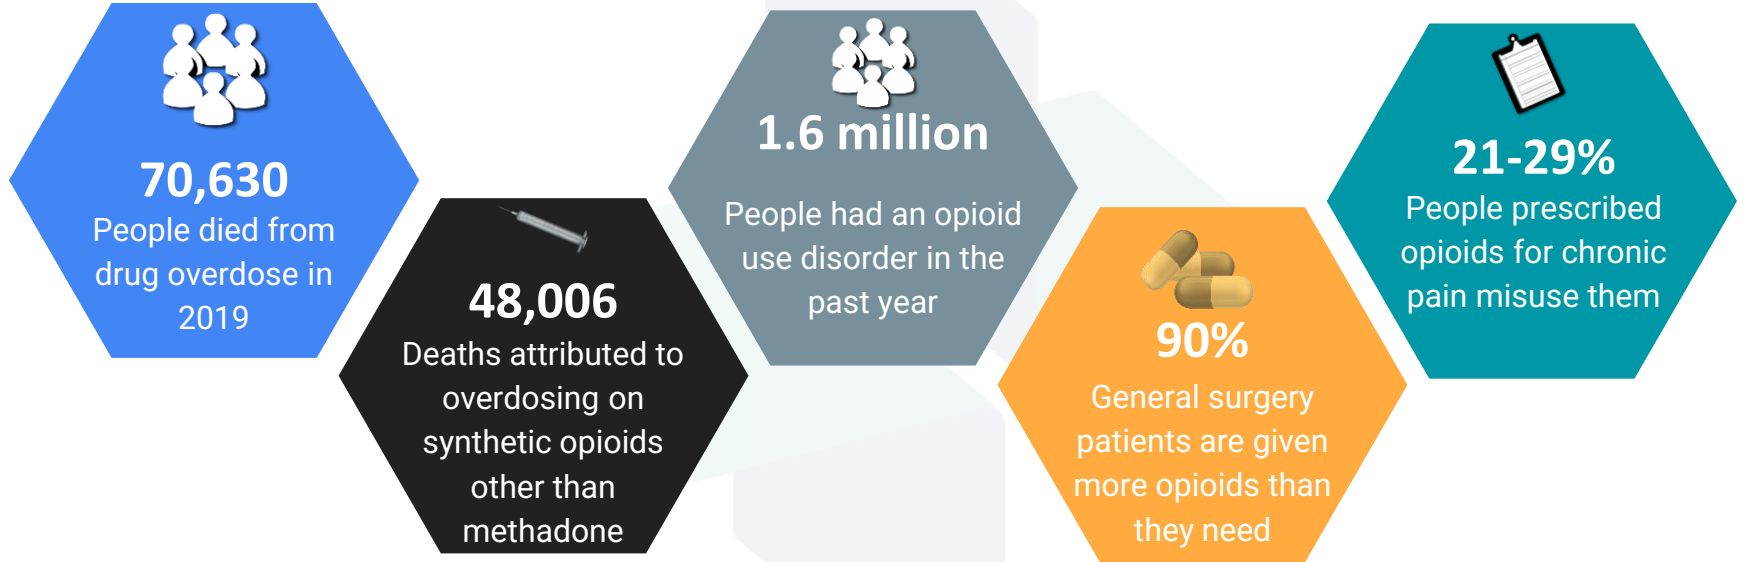 70,630
People died from
drug overdose in
2019
48,006
Deaths attributed to
overdosing on
synthetic opioids
other than
methadone
1.6 million
People had an opioid
use disorder in the
past year
90%
General surgery
patients are given
more opioids than
they need
21-29%
People prescribed
opioids for chronic
pain misuse them